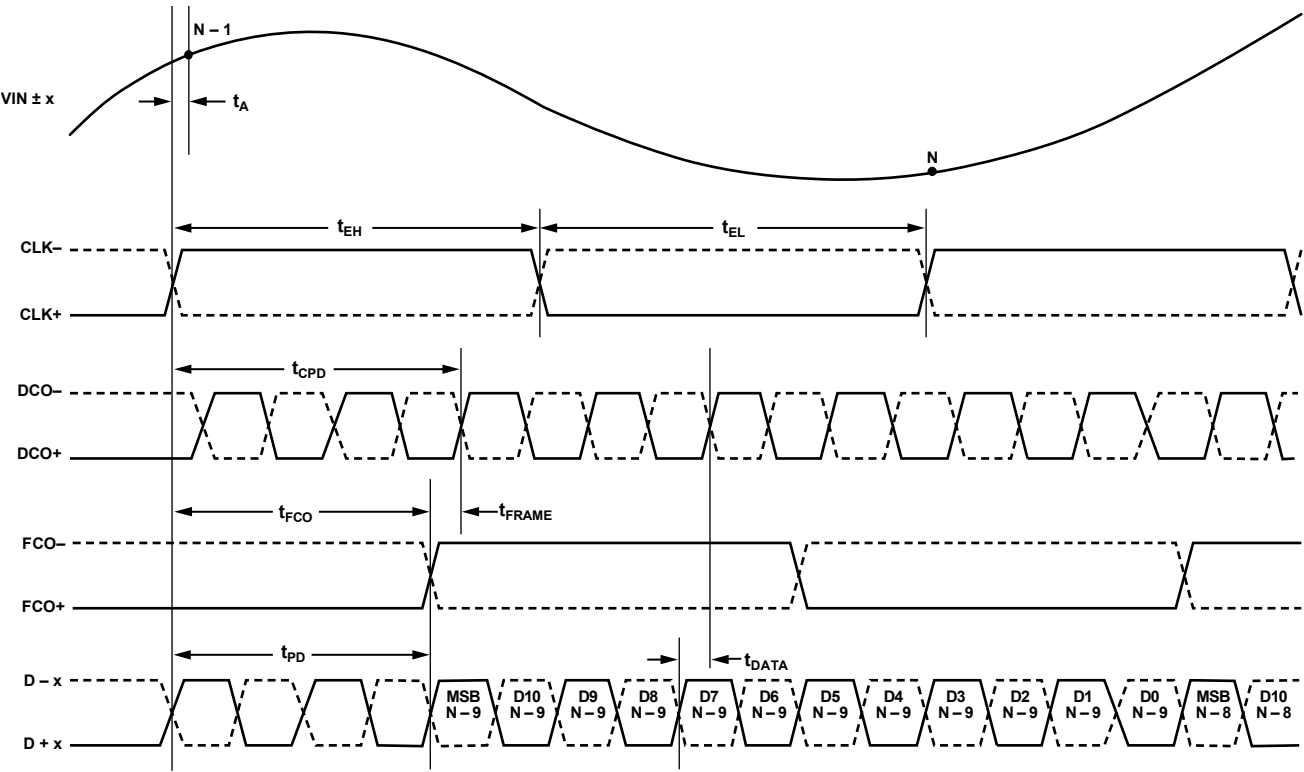 N – 1
VIN ± x
tA
N
tEH
tEL
CLK–
CLK+
tCPD
DCO–
DCO+
tFCO
tFRAME
FCO–
FCO+
tPD
tDATA
D – x
D + x
MSB D10 D9 D8 D7 D6 D5 D4 D3 D2 D1 D0 MSB D10
N – 9 N – 9 N – 9 N – 9 N – 9 N – 9 N – 9 N – 9 N – 9 N – 9 N – 9 N – 9 N – 8 N – 8